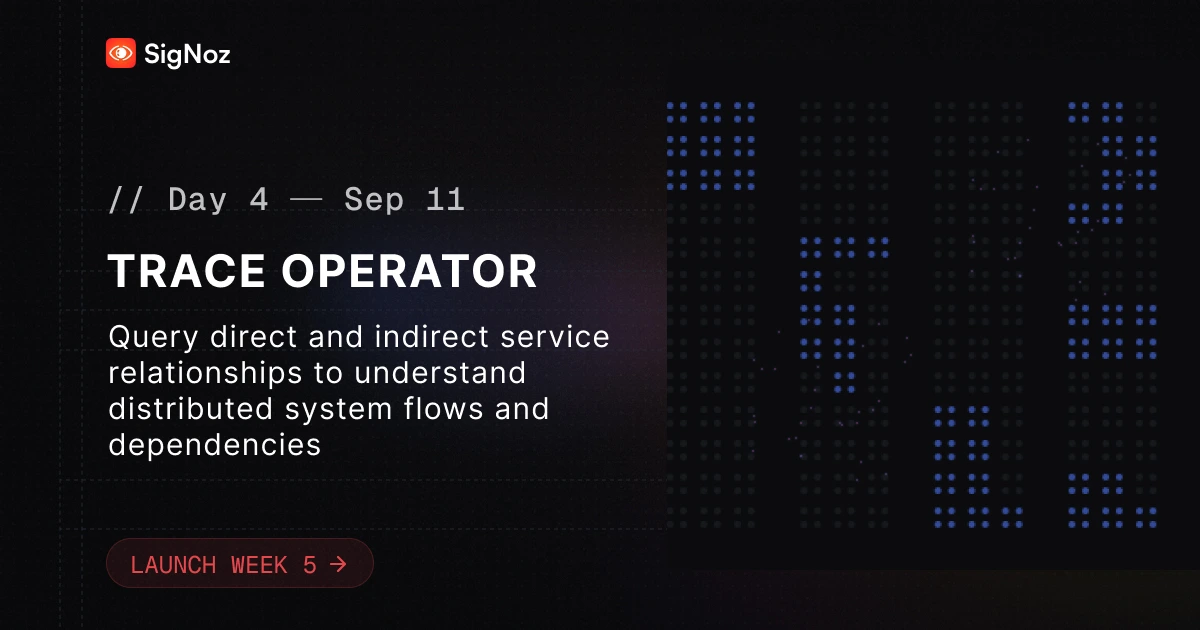 SigNoz
// Day 4 — Sep 11
TRACE OPERATOR
Query direct and indirect service
relationships to understand
distributed system flows and
dependencies
LAUNCH WEEK 5 →